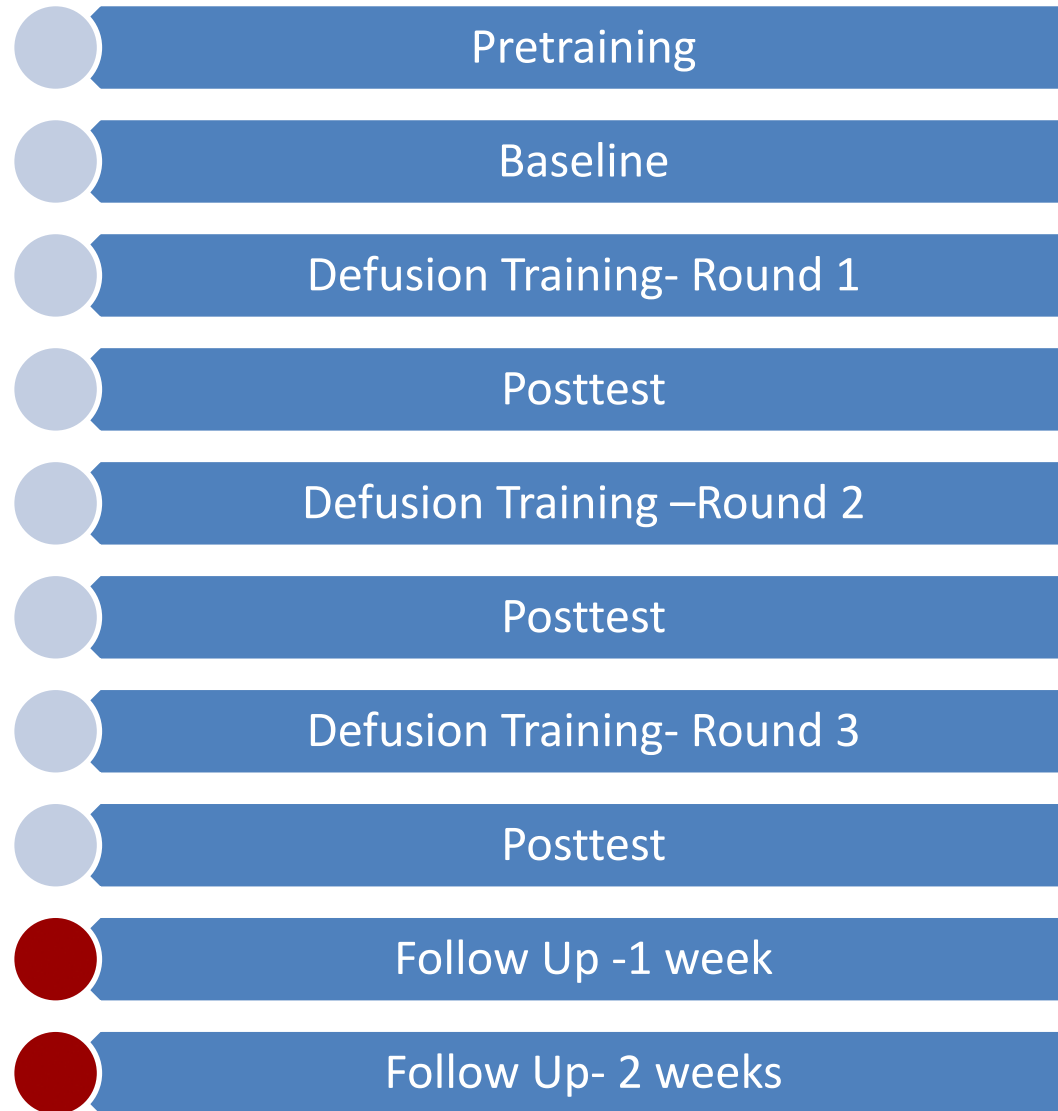 Pretraining
Baseline
Defusion Training- Round 1
Posttest
Defusion Training –Round 2
Posttest
Defusion Training- Round 3
Posttest
Follow Up -1 week
Follow Up- 2 weeks